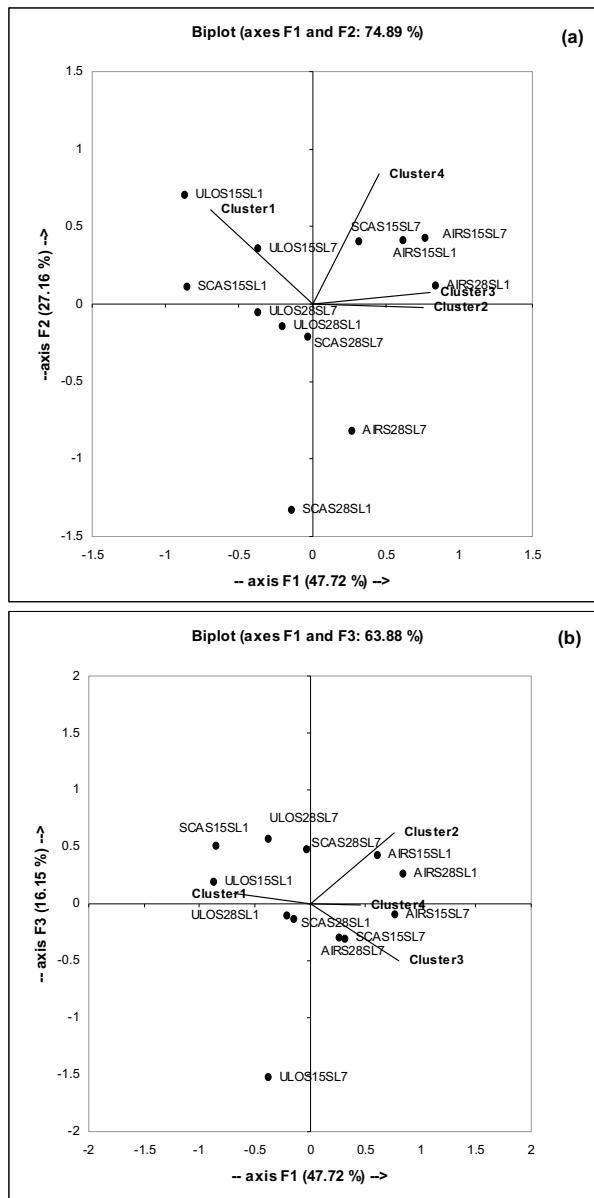 Biplot (axes F1 and F2: 74.89 %)
(a)
1.5
1
0.5
0
-0.5
-1
-1.5
--axis F2 (27.16 %) -->
Cluster4
ULOS15SL1
Cluster1
SCAS15SL7
AIRS15SL7
ULOS15SL7
AIRS15SL1
SCAS15SL1
AIRS28SL1
Cluster3
ULOS28SL7
Cluster2
ULOS28SL1
SCAS28SL7
AIRS28SL7
SCAS28SL1
-1.5 -1 -0.5 0 0.5 1 1.5
-- axis F1 (47.72 %) -->
Biplot (axes F1 and F3: 63.88 %)
(b)
2
1.5
1
0.5
0
-0.5
-1
-1.5
-2
-- axis F3 (16.15 %) -->
ULOS28SL7
SCAS15SL1
Cluster2
SCAS28SL7
AIRS15SL1
AIRS28SL1
ULOS15SL1
Cluster1
Cluster4
ULOS28SL1
AIRS15SL7
SCAS28SL1
SCAS15SL7
AIRS28SL7
Cluster3
ULOS15SL7
-2 -1.5 -1 -0.5 0 0.5 1 1.5 2
-- axis F1 (47.72 %) -->